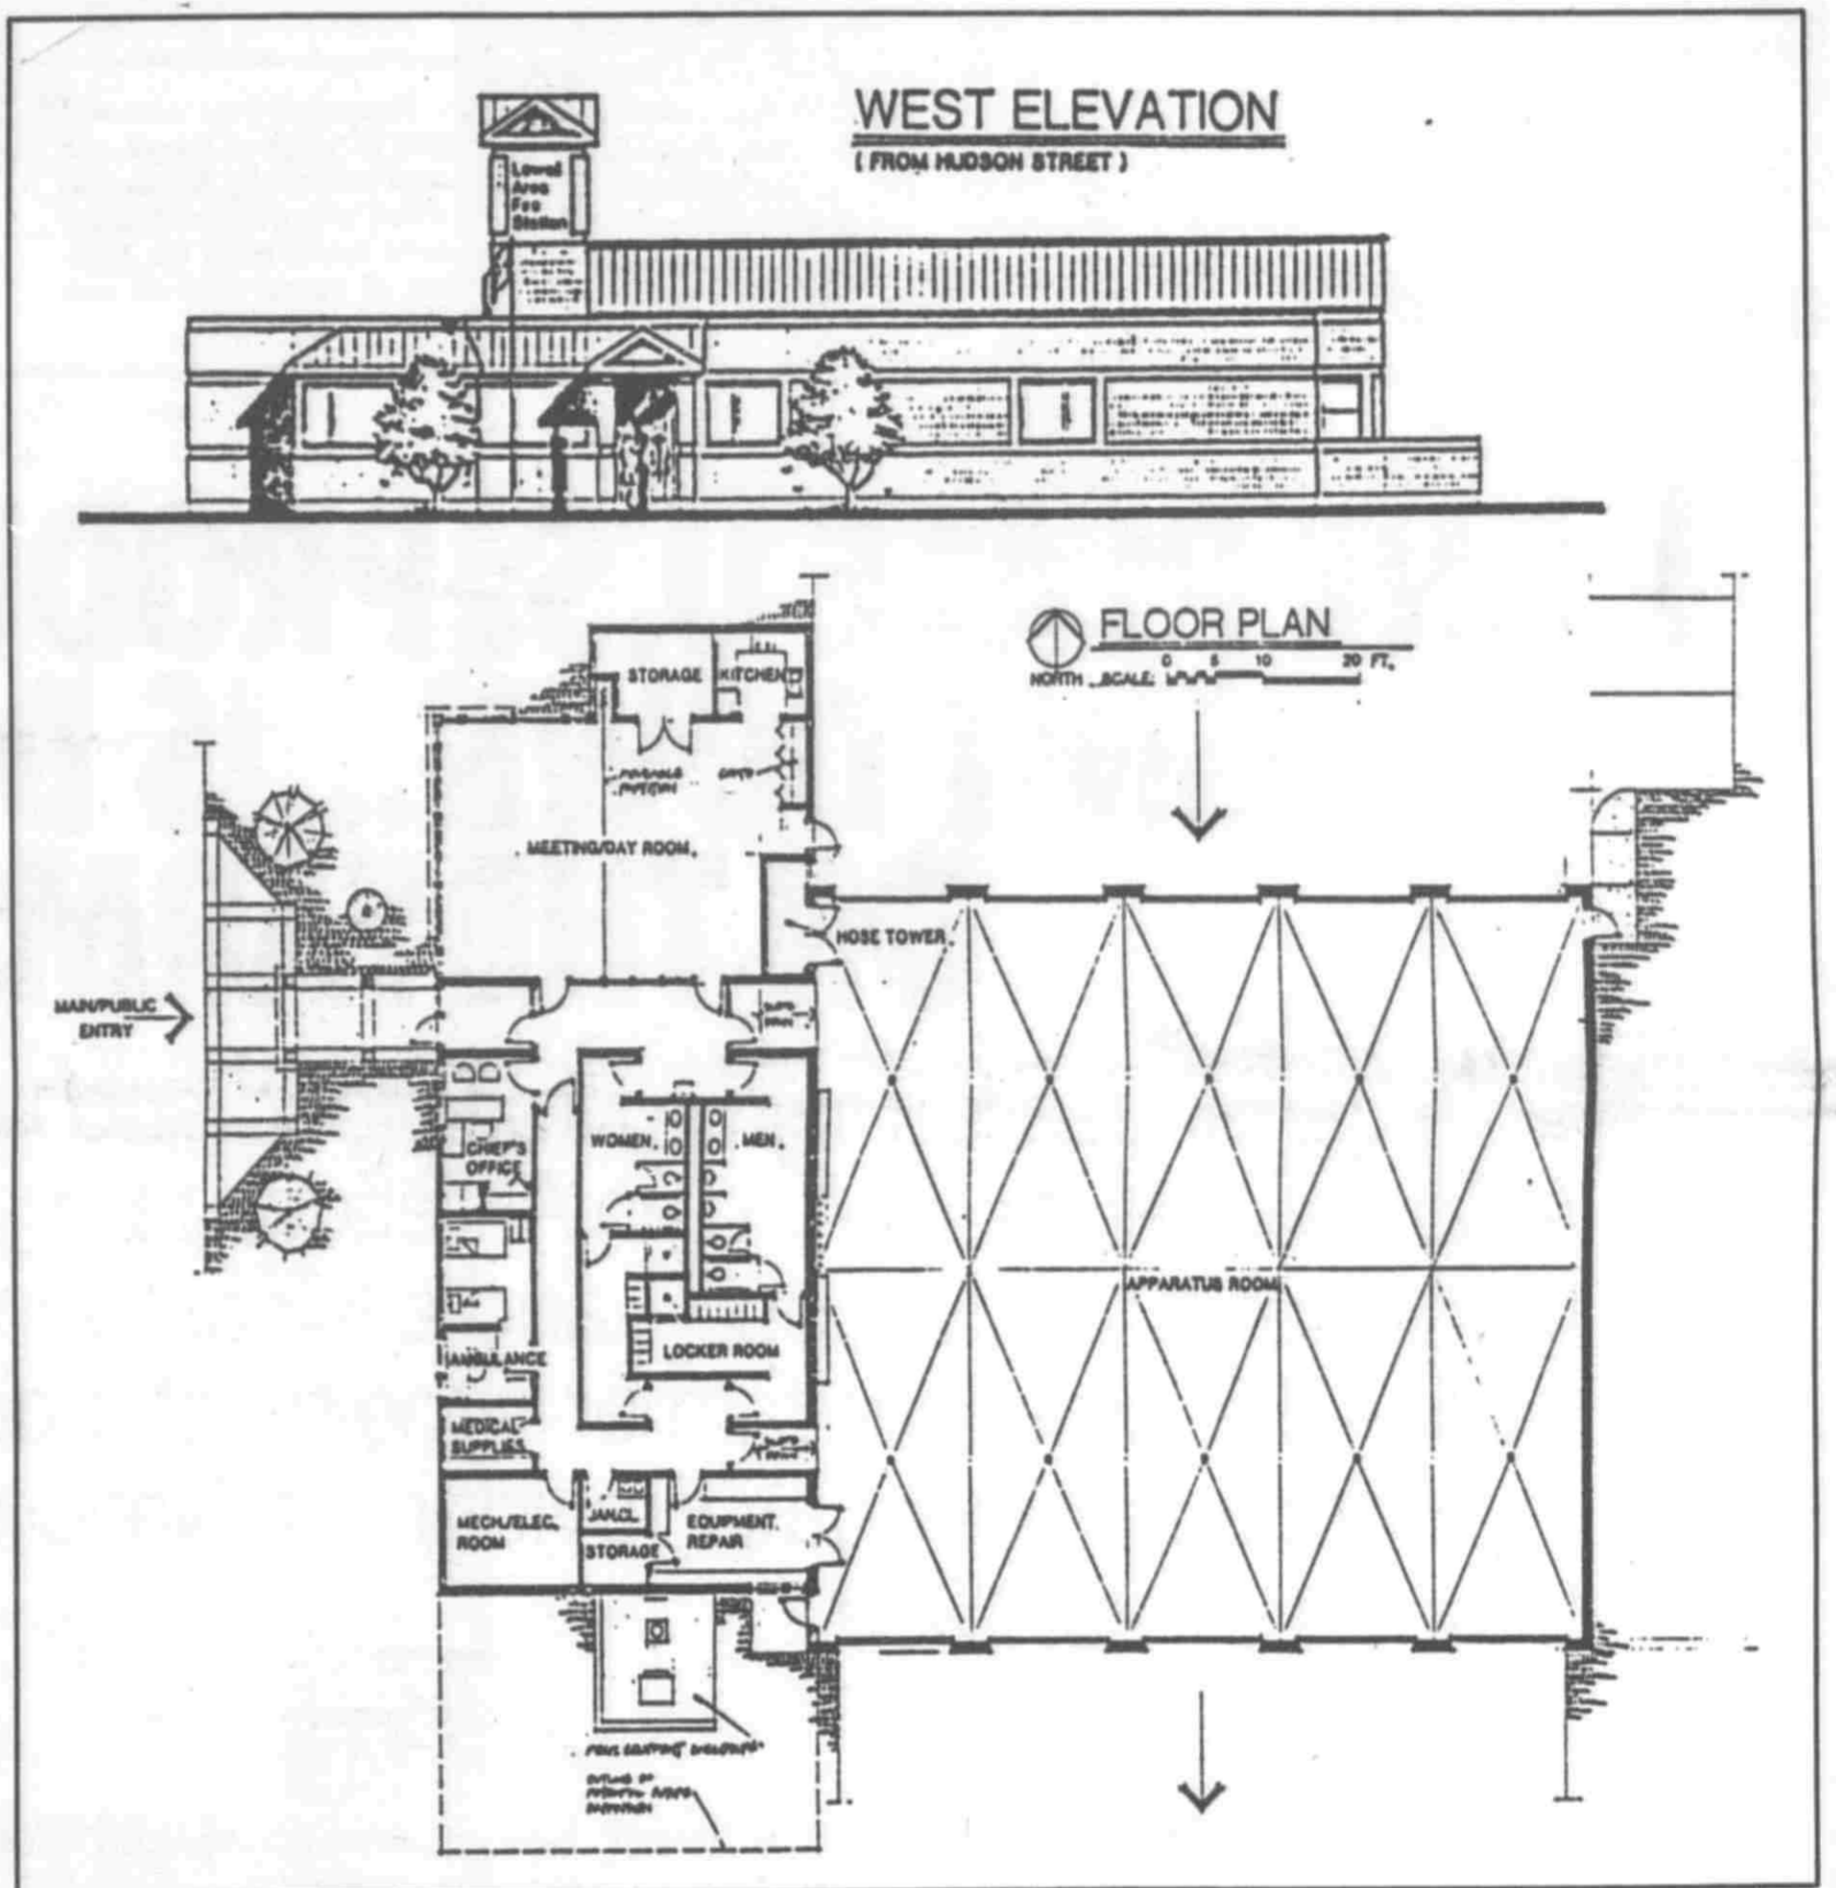 WEST ELEVATION
( FROM HUDSON STREET )
Lowell
Area
Fire
Station
FLOOR PLAN
0 5 10 20 FT.
NORTH SCALE:
STORAGE
KITCHEN
MEETING/DAY ROOM
HOSE TOWER
MAIN/PUBLIC
ENTRY
CHIEF'S
OFFICE
WOMEN
MEN
APPARATUS ROOM
LOCKER ROOM
AMBULANCE
MEDICAL
SUPPLIES
MECH./ELEC.
ROOM
JAN.CL.
STORAGE
EQUIPMENT
REPAIR